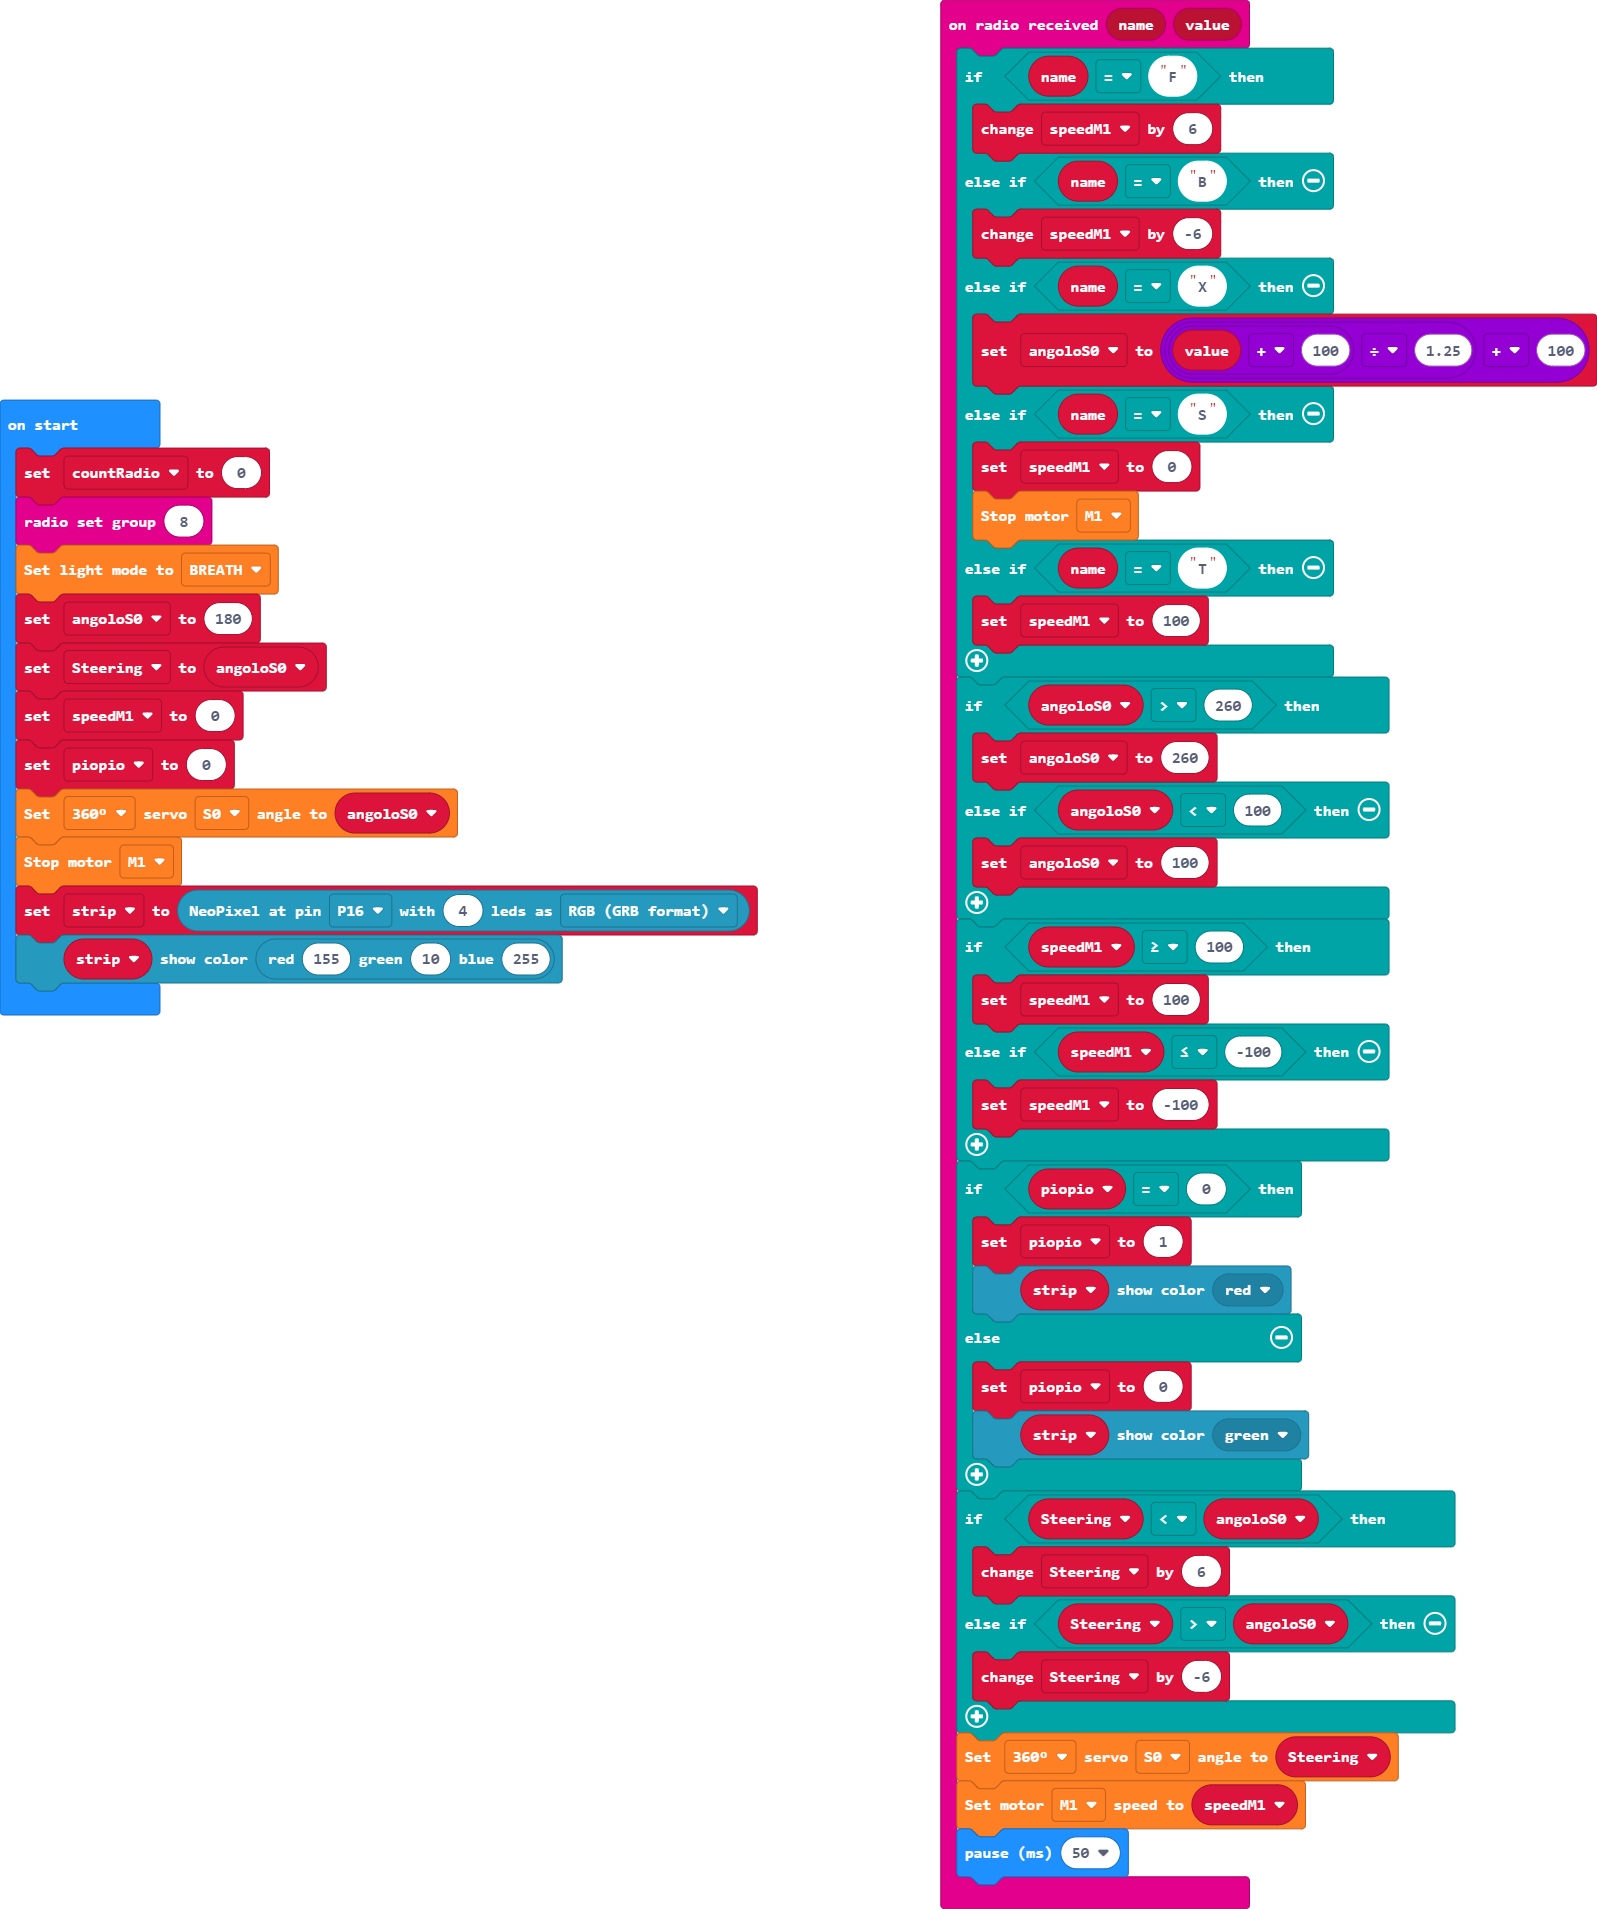 on start
set countRadio to 0
radio set group 8
Set light mode to BREATH
set angoloS0 to 180
set Steering to angoloS0
set speedM1 to 0
set piopio to 0
Set 360º servo S0 angle to angoloS0
Stop motor M1
set strip to NeoPixel at pin P16 with 4 leds as RGB (GRB format)
strip show color red 155 green 10 blue 255
on radio received name value
if name = "F" then
change speedM1 by 6
else if name = "B" then
change speedM1 by -6
else if name = "X" then
set angoloS0 to value + 100 ÷ 1.25 + 100
else if name = "S" then
set speedM1 to 0
Stop motor M1
else if name = "T" then
set speedM1 to 100
if angoloS0 > 260 then
set angoloS0 to 260
else if angoloS0 < 100 then
set angoloS0 to 100
if speedM1 ≥ 100 then
set speedM1 to 100
else if speedM1 ≤ -100 then
set speedM1 to -100
if piopio = 0 then
set piopio to 1
strip show color red
else
set piopio to 0
strip show color green
if Steering < angoloS0 then
change Steering by 6
else if Steering > angoloS0 then
change Steering by -6
Set 360º servo S0 angle to Steering
Set motor M1 speed to speedM1
pause (ms) 50